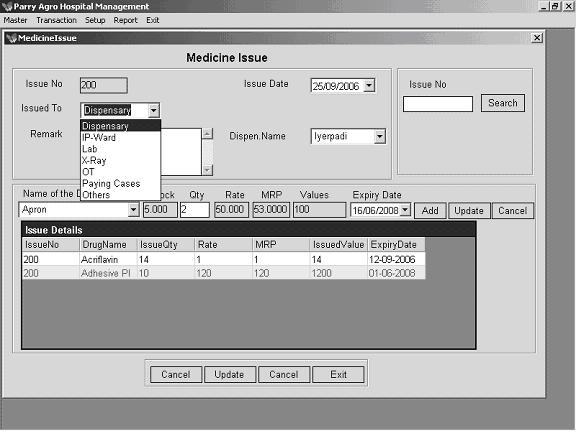 Parry Agro Hospital Management
Master Transaction Setup Report Exit
MedicineIssue
Medicine Issue
Issue No 200 Issue Date 25/09/2006 Issue No
Issued To Dispensary Search
Dispensary
Remark Dispen.Name Iyerpadi
IP-Ward
Lab
X-Ray
OT
Paying Cases
Others
Name of the D ock Qty Rate MRP Values Expiry Date
Apron 5.000 2 50.000 53.0000 100 16/06/2008 Add Update Cancel
Issue Details
IssueNo DrugName IssueQty Rate MRP IssuedValue ExpiryDate
200 Acriflavin 14 1 1 14 12-09-2006
200 Adhesive Pl 10 120 120 1200 01-06-2008
Cancel Update Cancel Exit